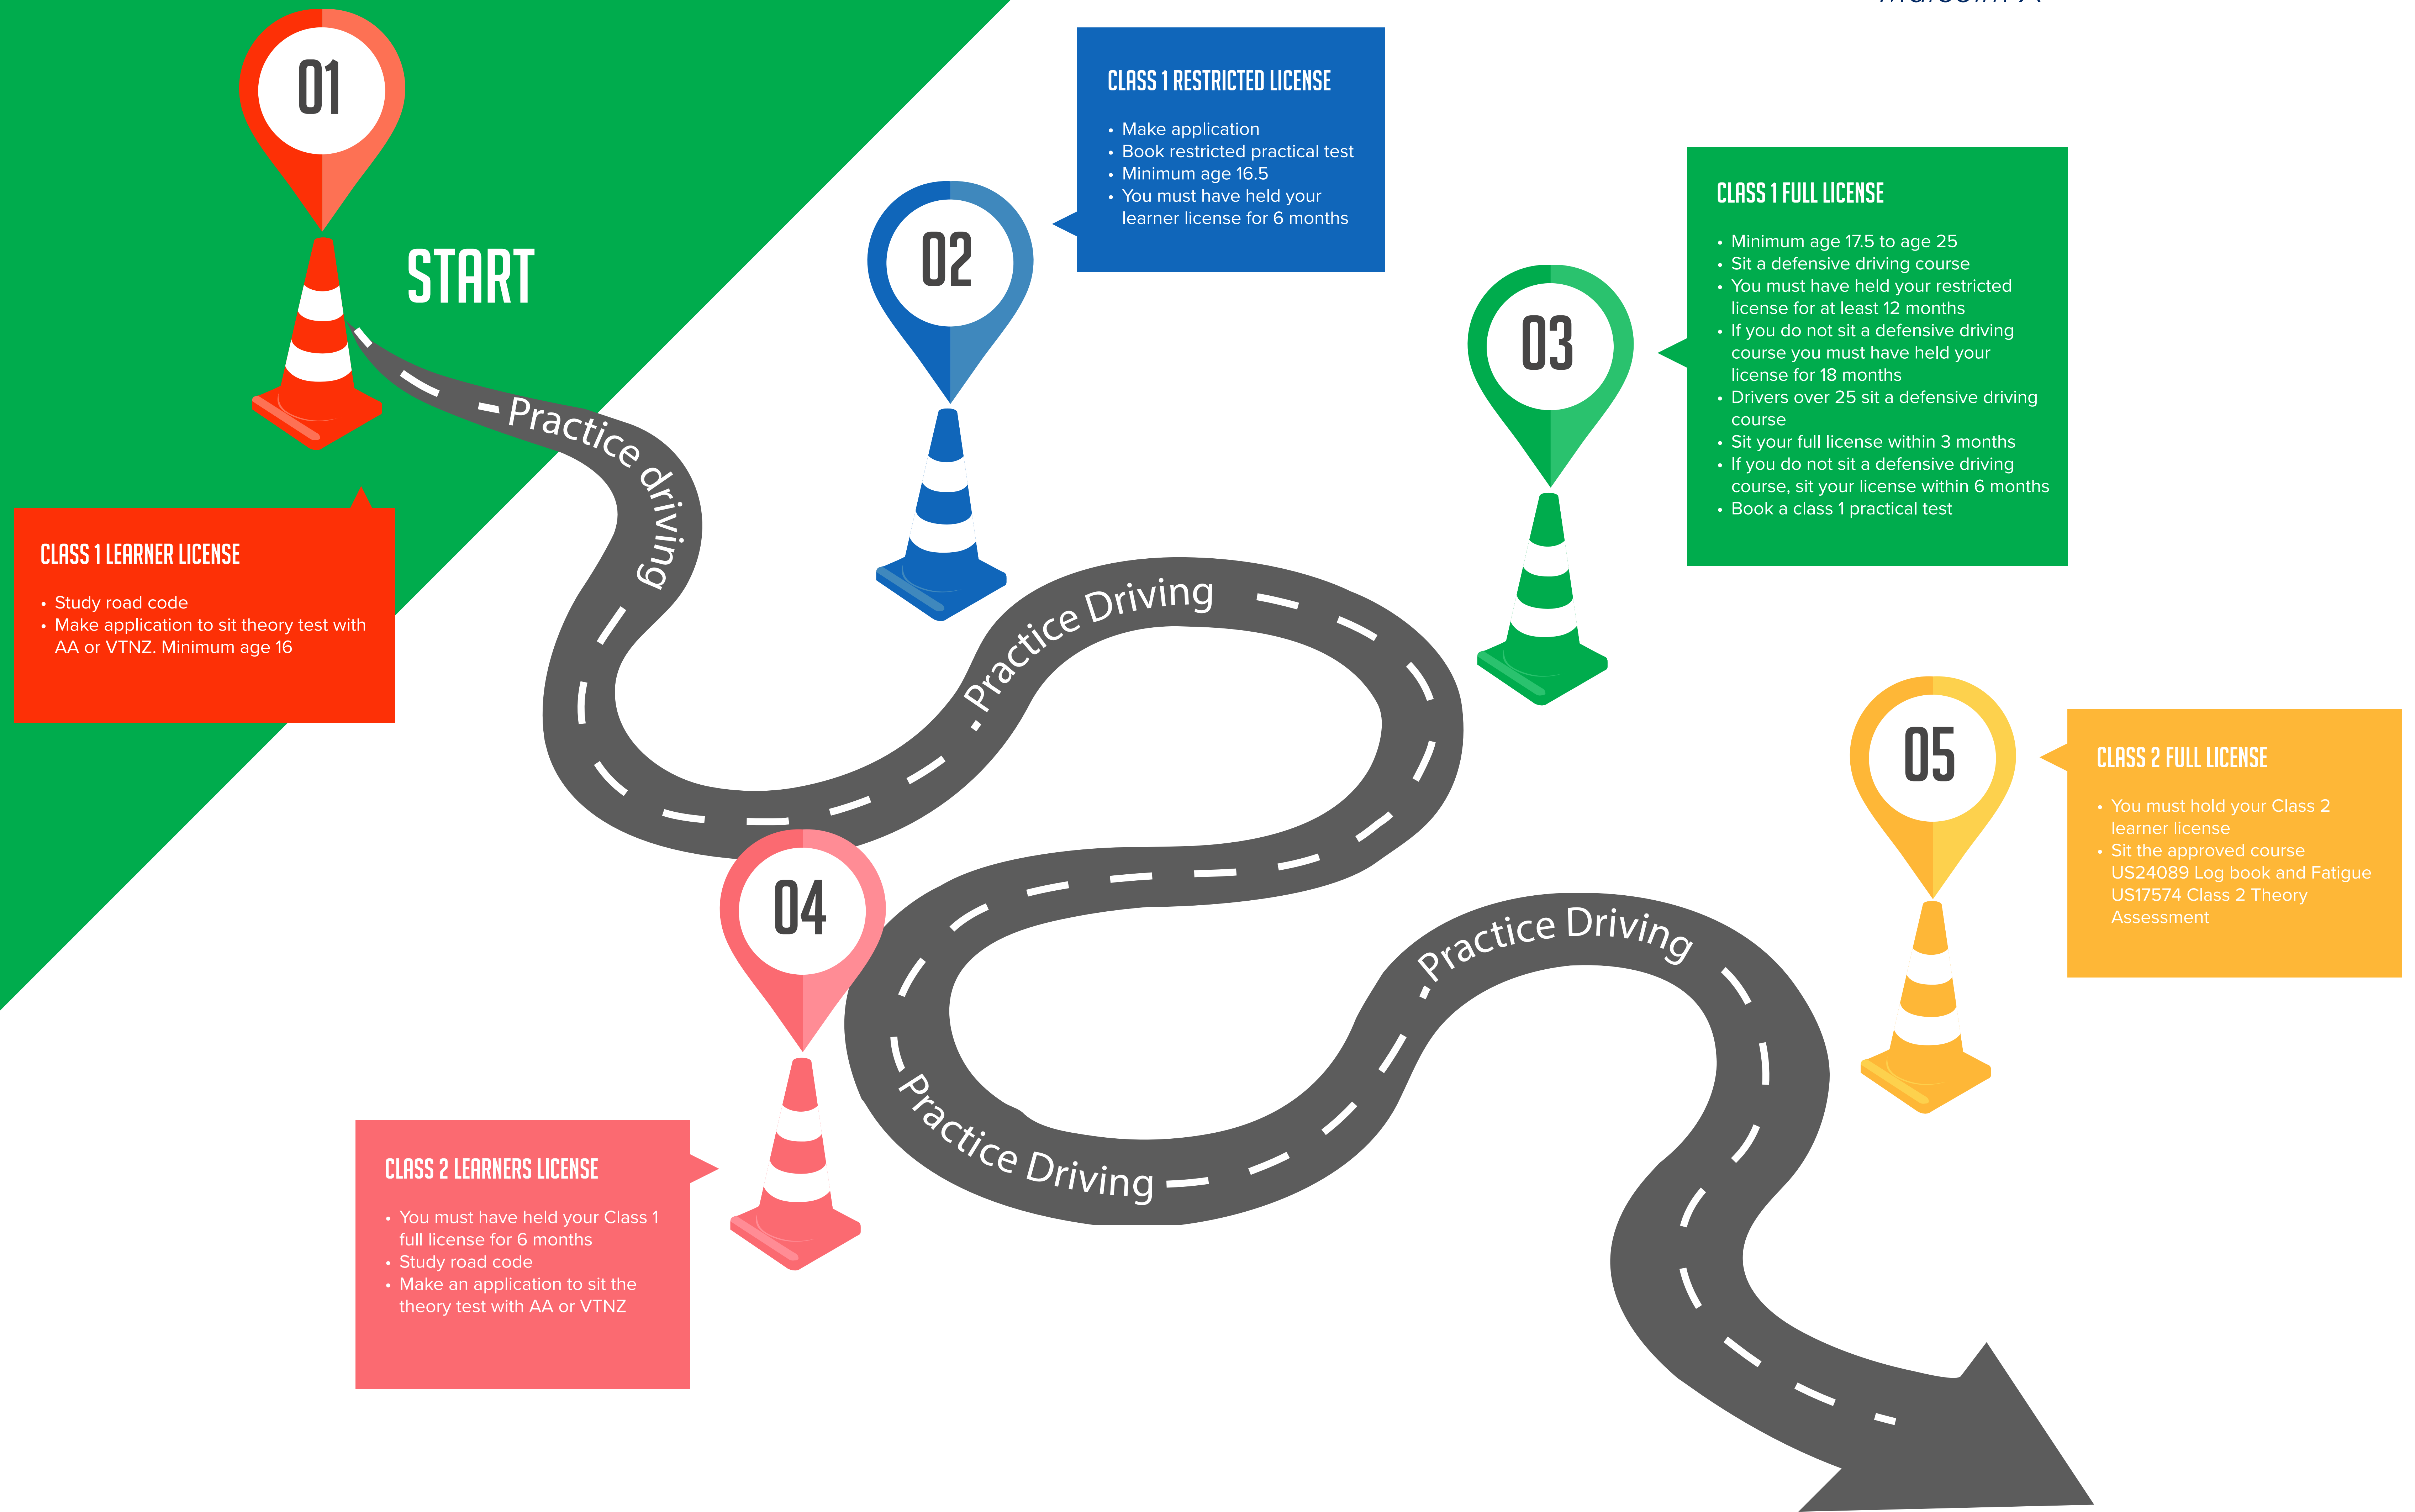 01
START
Practice driving
CLASS 1 LEARNER LICENSE
• Study road code
• Make application to sit theory test with
AA or VTNZ. Minimum age 16
02
CLASS 1 RESTRICTED LICENSE
• Make application
• Book restricted practical test
• Minimum age 16.5
• You must have held your
learner license for 6 months
Practice Driving
03
CLASS 1 FULL LICENSE
• Minimum age 17.5 to age 25
• Sit a defensive driving course
• You must have held your restricted
license for at least 12 months
• If you do not sit a defensive driving
course you must have held your
license for 18 months
• Drivers over 25 sit a defensive driving
course
• Sit your full license within 3 months
• If you do not sit a defensive driving
course, sit your license within 6 months
• Book a class 1 practical test
04
CLASS 2 LEARNERS LICENSE
• You must have held your Class 1
full license for 6 months
• Study road code
• Make an application to sit the
theory test with AA or VTNZ
Practice Driving
Practice Driving
05
CLASS 2 FULL LICENSE
• You must hold your Class 2
learner license
• Sit the approved course
US24089 Log book and Fatigue
US17574 Class 2 Theory
Assessment